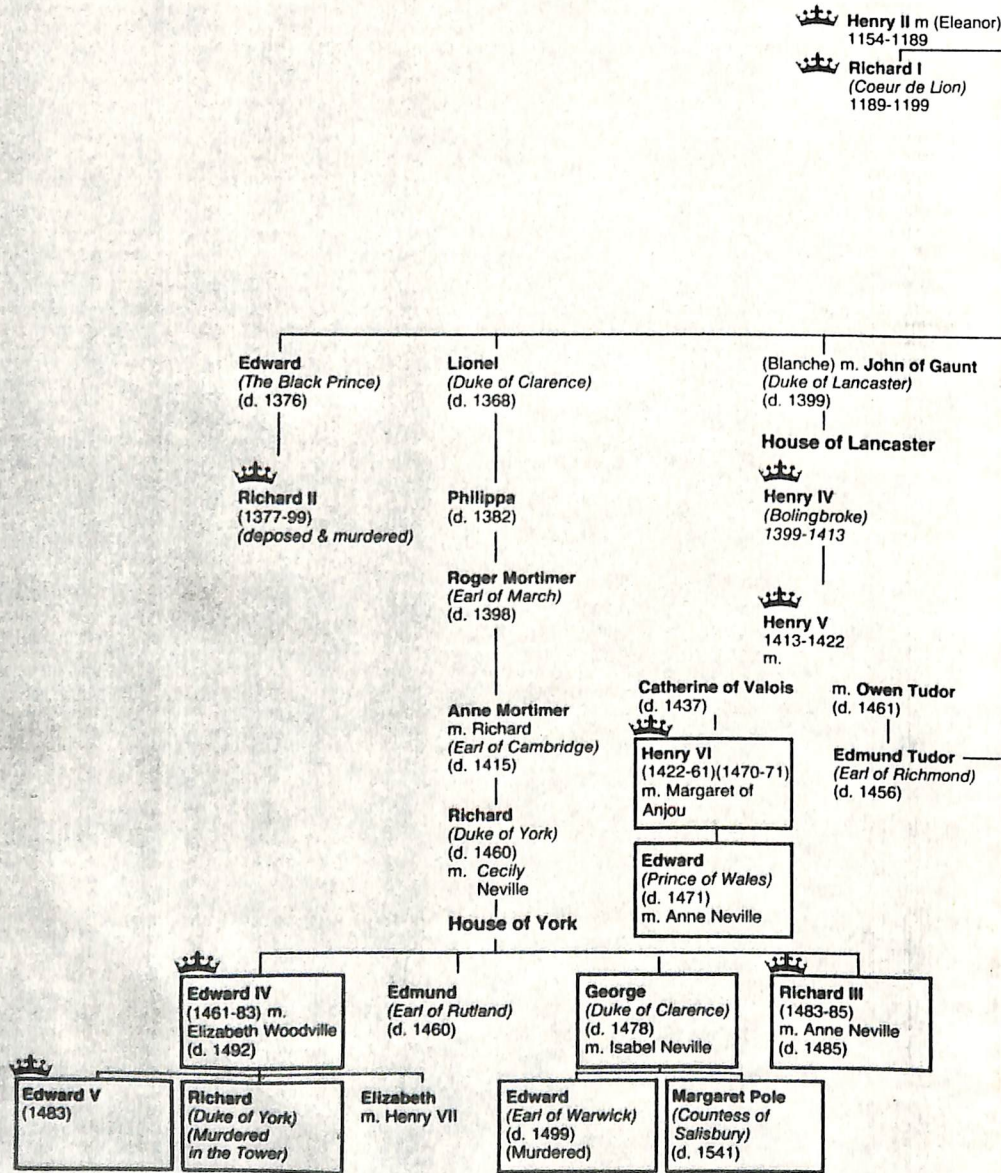 Henry II m (Eleanor)
1154-1189
Richard I
(Coeur de Lion)
1189-1199
Edward
(The Black Prince)
(d. 1376)
Lionel
(Duke of Clarence)
(d. 1368)
(Blanche) m. John of Gaunt
(Duke of Lancaster)
(d. 1399)
House of Lancaster
Richard II
(1377-99)
(deposed & murdered)
Philippa
(d. 1382)
Henry IV
(Bolingbroke)
1399-1413
Roger Mortimer
(Earl of March)
(d. 1398)
Henry V
1413-1422
m.
Catherine of Valois
(d. 1437)
m. Owen Tudor
(d. 1461)
Anne Mortimer
m. Richard
(Earl of Cambridge)
(d. 1415)
Henry VI
(1422-61)(1470-71)
m. Margaret of
Anjou
Edmund Tudor
(Earl of Richmond)
(d. 1456)
Richard
(Duke of York)
(d. 1460)
m. Cecily
Neville
Edward
(Prince of Wales)
(d. 1471)
m. Anne Neville
House of York
Edward IV
(1461-83) m.
Elizabeth Woodville
(d. 1492)
Edmund
(Earl of Rutland)
(d. 1460)
George
(Duke of Clarence)
(d. 1478)
m. Isabel Neville
Richard III
(1483-85)
m. Anne Neville
(d. 1485)
Edward V
(1483)
Richard
(Duke of York)
(Murdered
in the Tower)
Elizabeth
m. Henry VII
Edward
(Earl of Warwick)
(d. 1499)
(Murdered)
Margaret Pole
(Countess of
Salisbury)
(d. 1541)